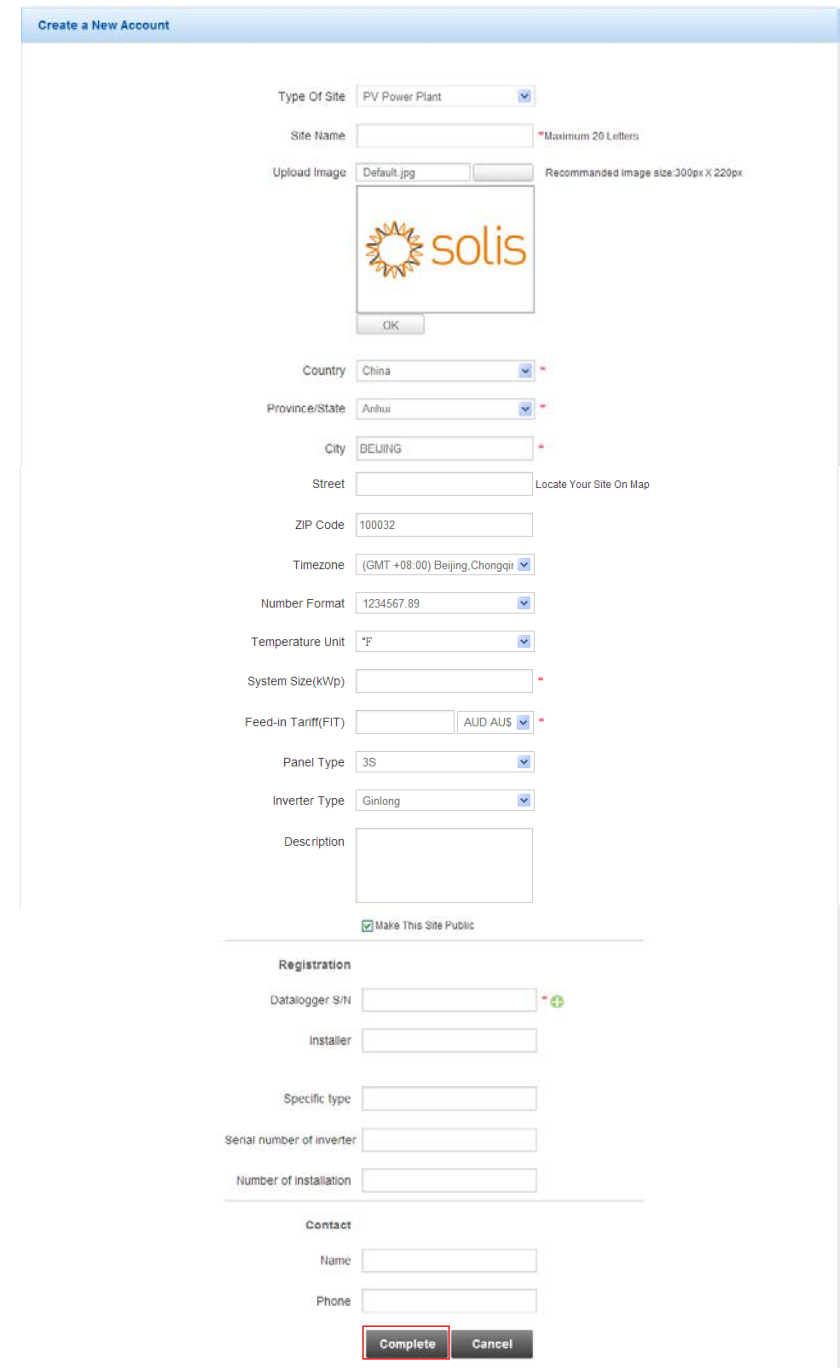 Create a New Account
Type Of Site PV Power Plant
Site Name *Maximum 20 Letters
Upload Image Default.jpg Recommanded image size:300px X 220px
solis
OK
Country China *
Province/State Anhui *
City BEIJING *
Street Locate Your Site On Map
ZIP Code 100032
Timezone (GMT +08:00) Beijing,Chongqir
Number Format 1234567.89
Temperature Unit °F
System Size(kWp) *
Feed-in Tariff(FIT) AUD AU$ *
Panel Type 3S
Inverter Type Ginlong
Description
Make This Site Public
Registration
Datalogger S/N *
Installer
Specific type
Serial number of inverter
Number of installation
Contact
Name
Phone
Complete Cancel